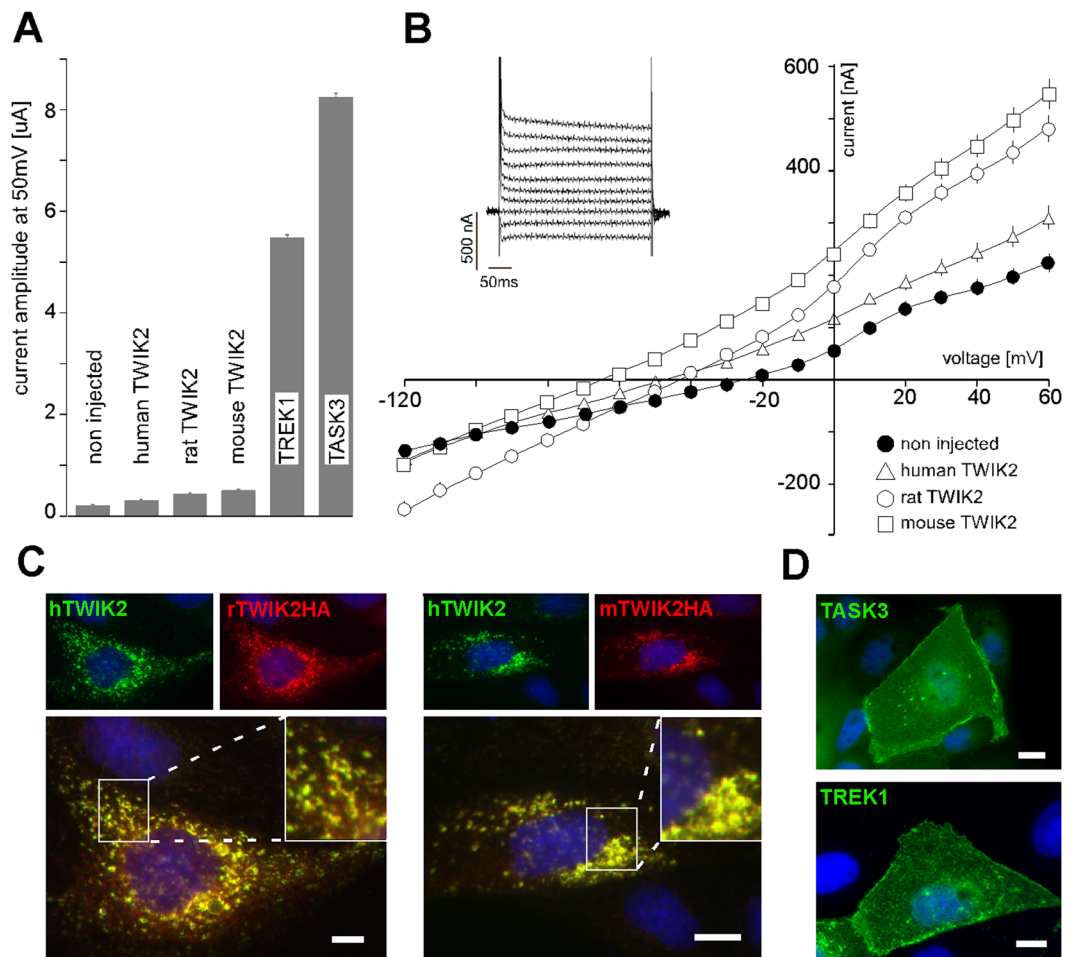 A
current amplitude at 50mV [uA]
8
6
4
2
0
non injected
human TWIK2
rat TWIK2
mouse TWIK2
TREK1
TASK3
B
500 nA
50ms
600
400
-200
current [nA]
voltage [mV]
-120
-20
20
40
60
non injected
human TWIK2
rat TWIK2
mouse TWIK2
C
hTWIK2
rTWIK2HA
hTWIK2
mTWIK2HA
D
TASK3
TREK1